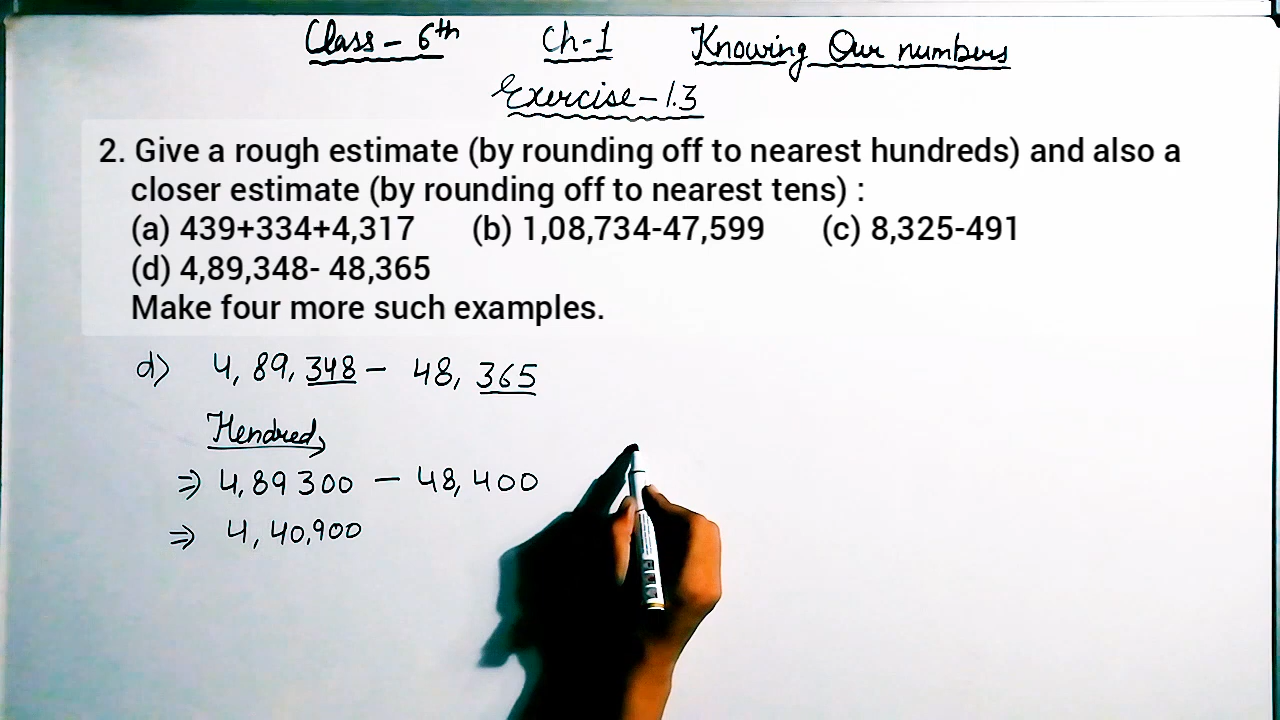 Class - 6th Ch-1 Knowing Our numbers
Exercise - 1.3
2. Give a rough estimate (by rounding off to nearest hundreds) and also a
closer estimate (by rounding off to nearest tens) :
(a) 439+334+4,317 (b) 1,08,734-47,599 (c) 8,325-491
(d) 4,89,348- 48,365
Make four more such examples.
d) 4, 89, 348 - 48, 365
Hendred,
⇒ 4,89300 - 48,400
⇒ 4,40,900